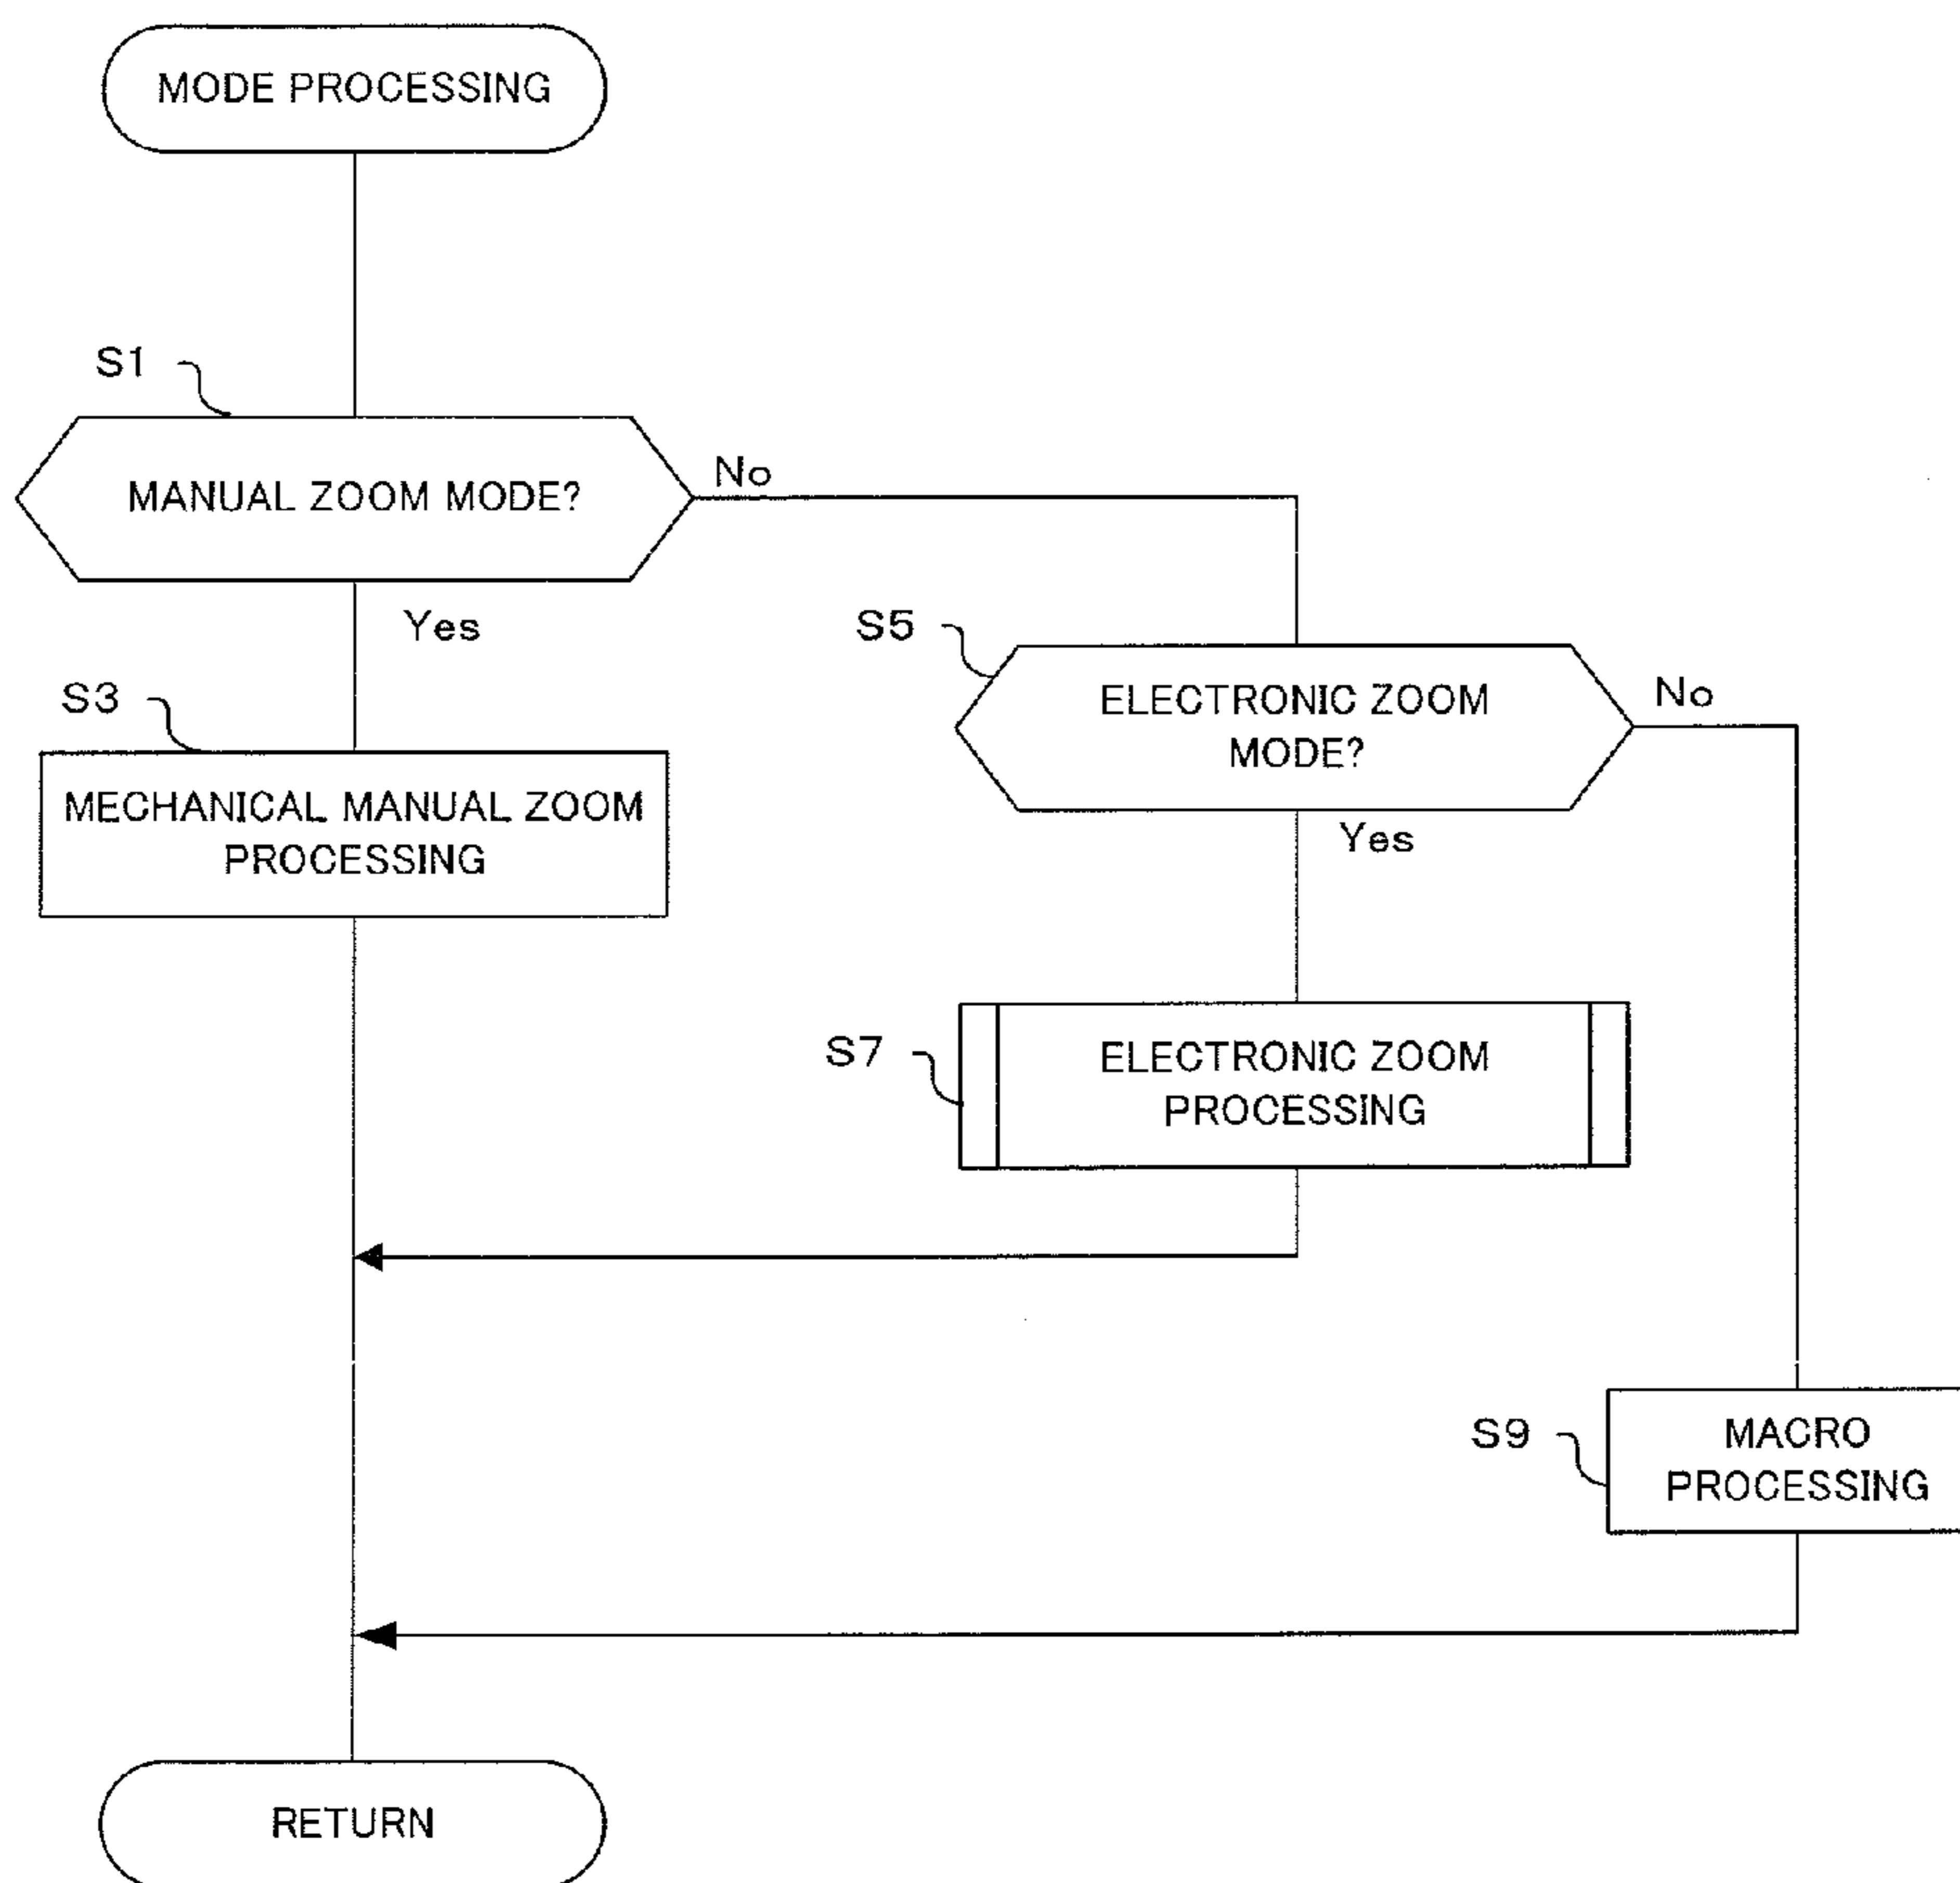 MODE PROCESSING
S1
MANUAL ZOOM MODE?
No
Yes
S3
MECHANICAL MANUAL ZOOM
PROCESSING
S5
ELECTRONIC ZOOM
MODE?
No
Yes
S7
ELECTRONIC ZOOM
PROCESSING
S9
MACRO
PROCESSING
RETURN